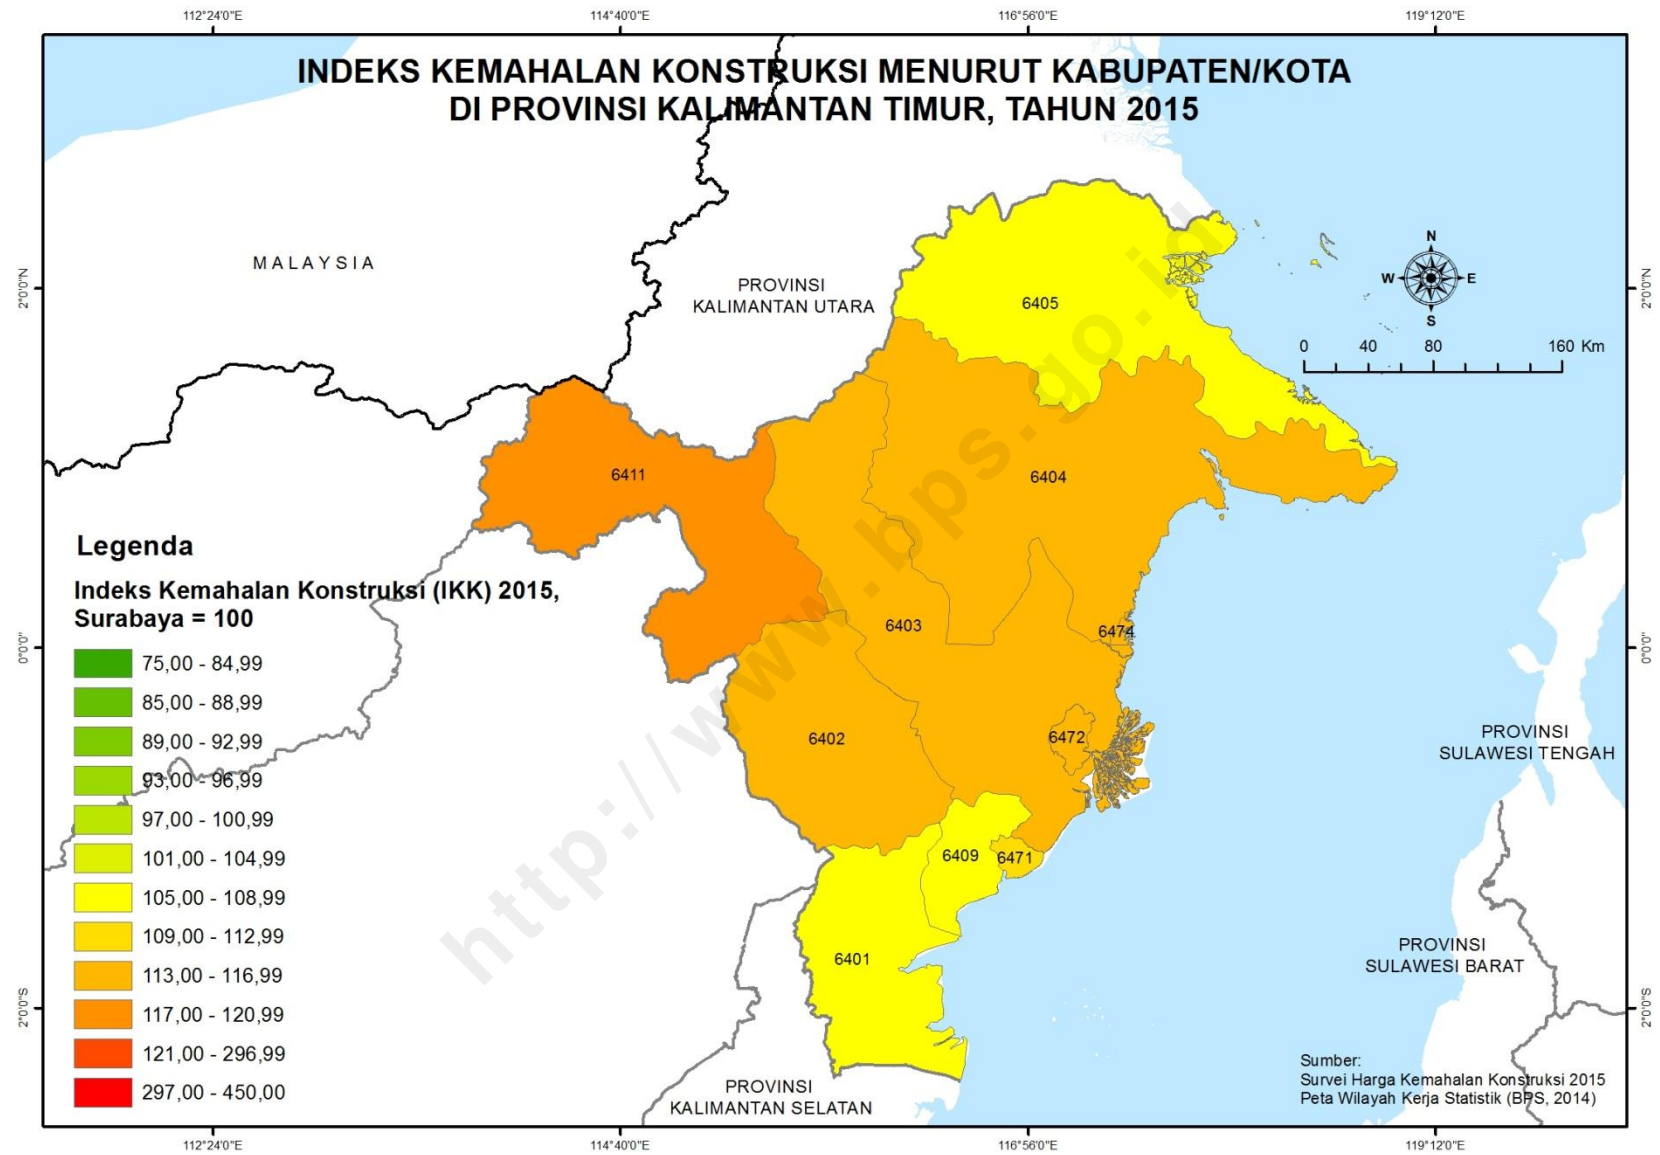 112°24'0"E
114°40'0"E
116°56'0"E
119°12'0"E
INDEKS KEMAHALAN KONSTRUKSI MENURUT KABUPATEN/KOTA
DI PROVINSI KALIMANTAN TIMUR, TAHUN 2015
MALAYSIA
PROVINSI
KALIMANTAN UTARA
2°0'0"N
2°0'0"N
N
W
E
S
0 40 80 160 Km
6405
6411
6404
6403
6474
6402
6472
6409
6471
6401
0°0'0"
0°0'0"
Legenda
Indeks Kemahalan Konstruksi (IKK) 2015,
Surabaya = 100
75,00 - 84,99
85,00 - 88,99
89,00 - 92,99
93,00 - 96,99
97,00 - 100,99
101,00 - 104,99
105,00 - 108,99
109,00 - 112,99
113,00 - 116,99
117,00 - 120,99
121,00 - 296,99
297,00 - 450,00
PROVINSI
SULAWESI TENGAH
PROVINSI
SULAWESI BARAT
2°0'0"S
2°0'0"S
PROVINSI
KALIMANTAN SELATAN
Sumber:
Survei Harga Kemahalan Konstruksi 2015
Peta Wilayah Kerja Statistik (BPS, 2014)
112°24'0"E
114°40'0"E
116°56'0"E
119°12'0"E
http://www.bps.go.id